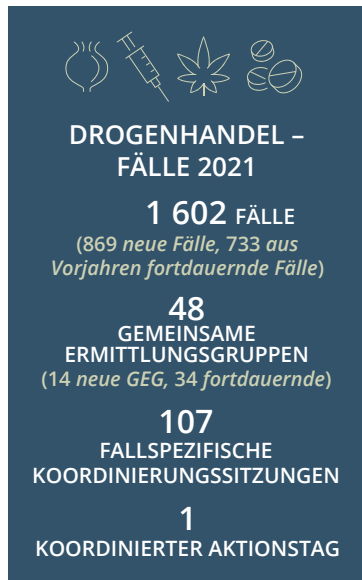 DROGENHANDEL –
FÄLLE 2021
1 602 FÄLLE
(869 neue Fälle, 733 aus
Vorjahren fortdauernde Fälle)
48
GEMEINSAME
ERMITTLUNGSGRUPPEN
(14 neue GEG, 34 fortdauernde)
107
FALLSPEZIFISCHE
KOORDINIERUNGSSITZUNGEN
1
KOORDINIERTER AKTIONSTAG